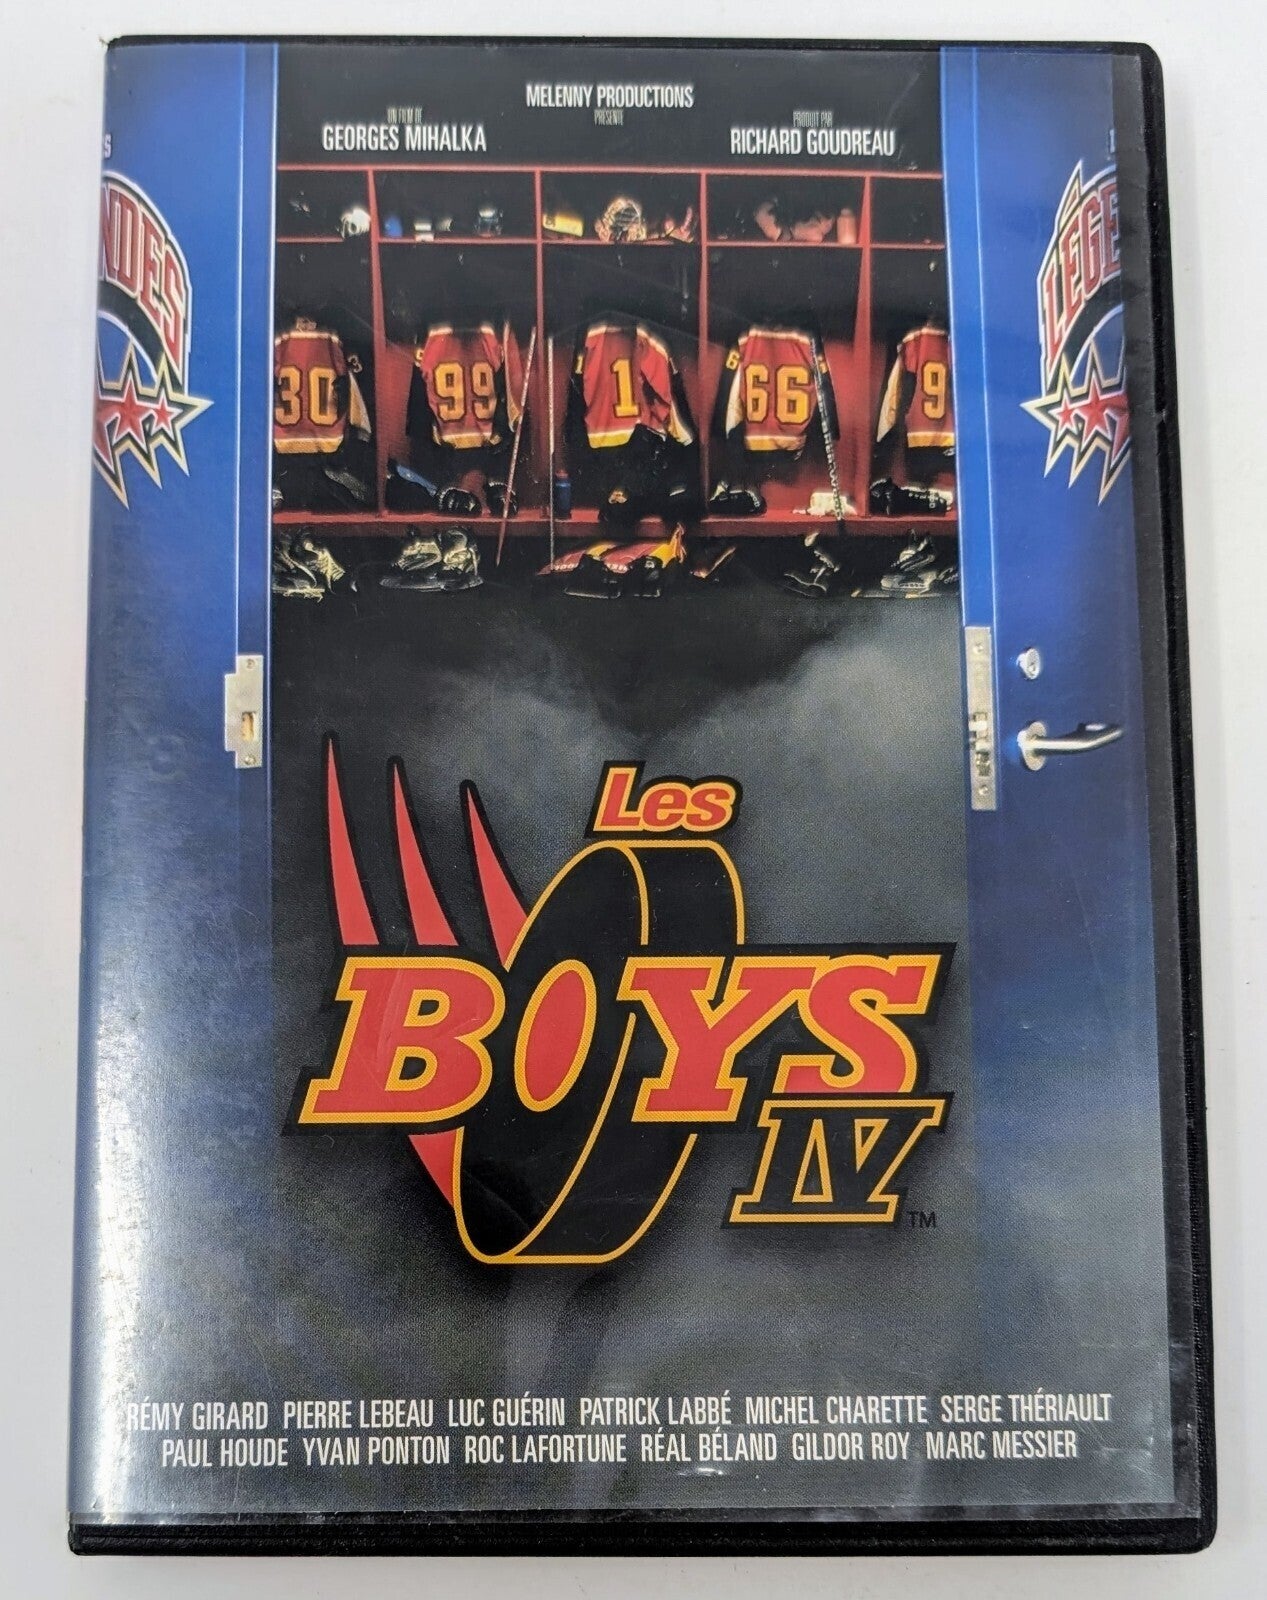 MELENNY PRODUCTIONS
PRÉSENTE
UN FILM DE
GEORGES MIHALKA
PRODUIT PAR
RICHARD GOUDREAU
30
99
1
66
9
Les
BOYS
IV
TM
RÉMY GIRARD PIERRE LEBEAU LUC GUÉRIN PATRICK LABBÉ MICHEL CHARETTE SERGE THÉRIAULT
PAUL HOUDE YVAN PONTON ROC LAFORTUNE RÉAL BÉLAND GILDOR ROY MARC MESSIER